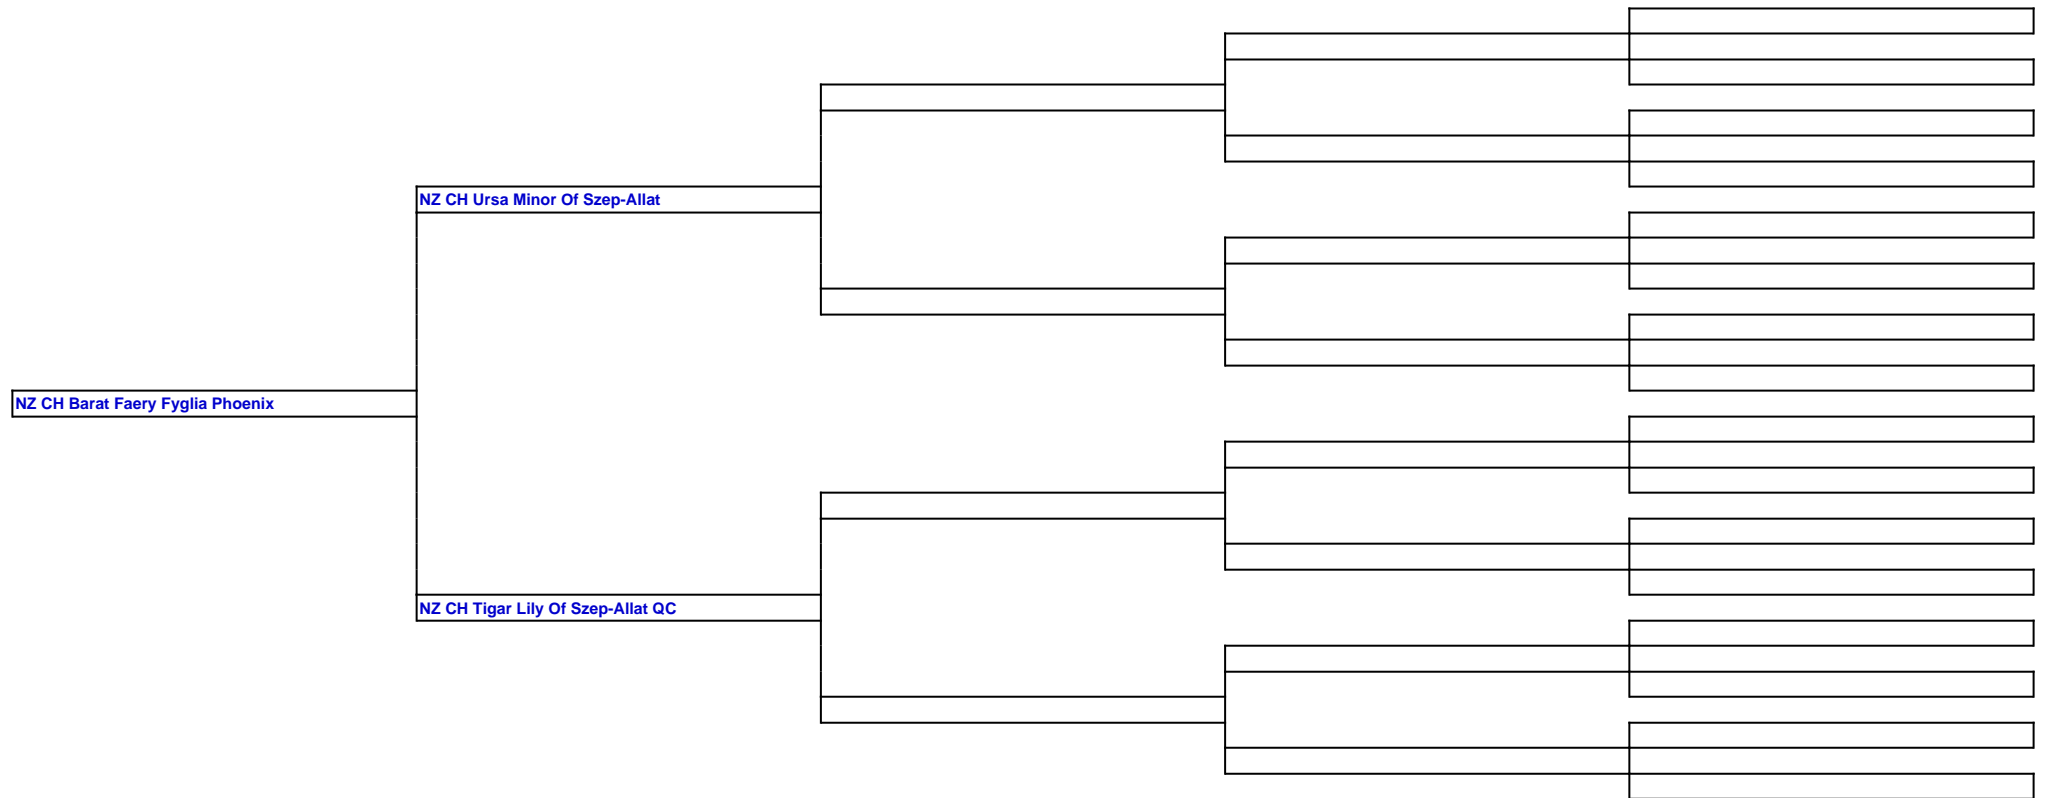 NZ CH Ursa Minor Of Szep-Allat
NZ CH Barat Faery Fyglia Phoenix
NZ CH Tigar Lily Of Szep-Allat QC